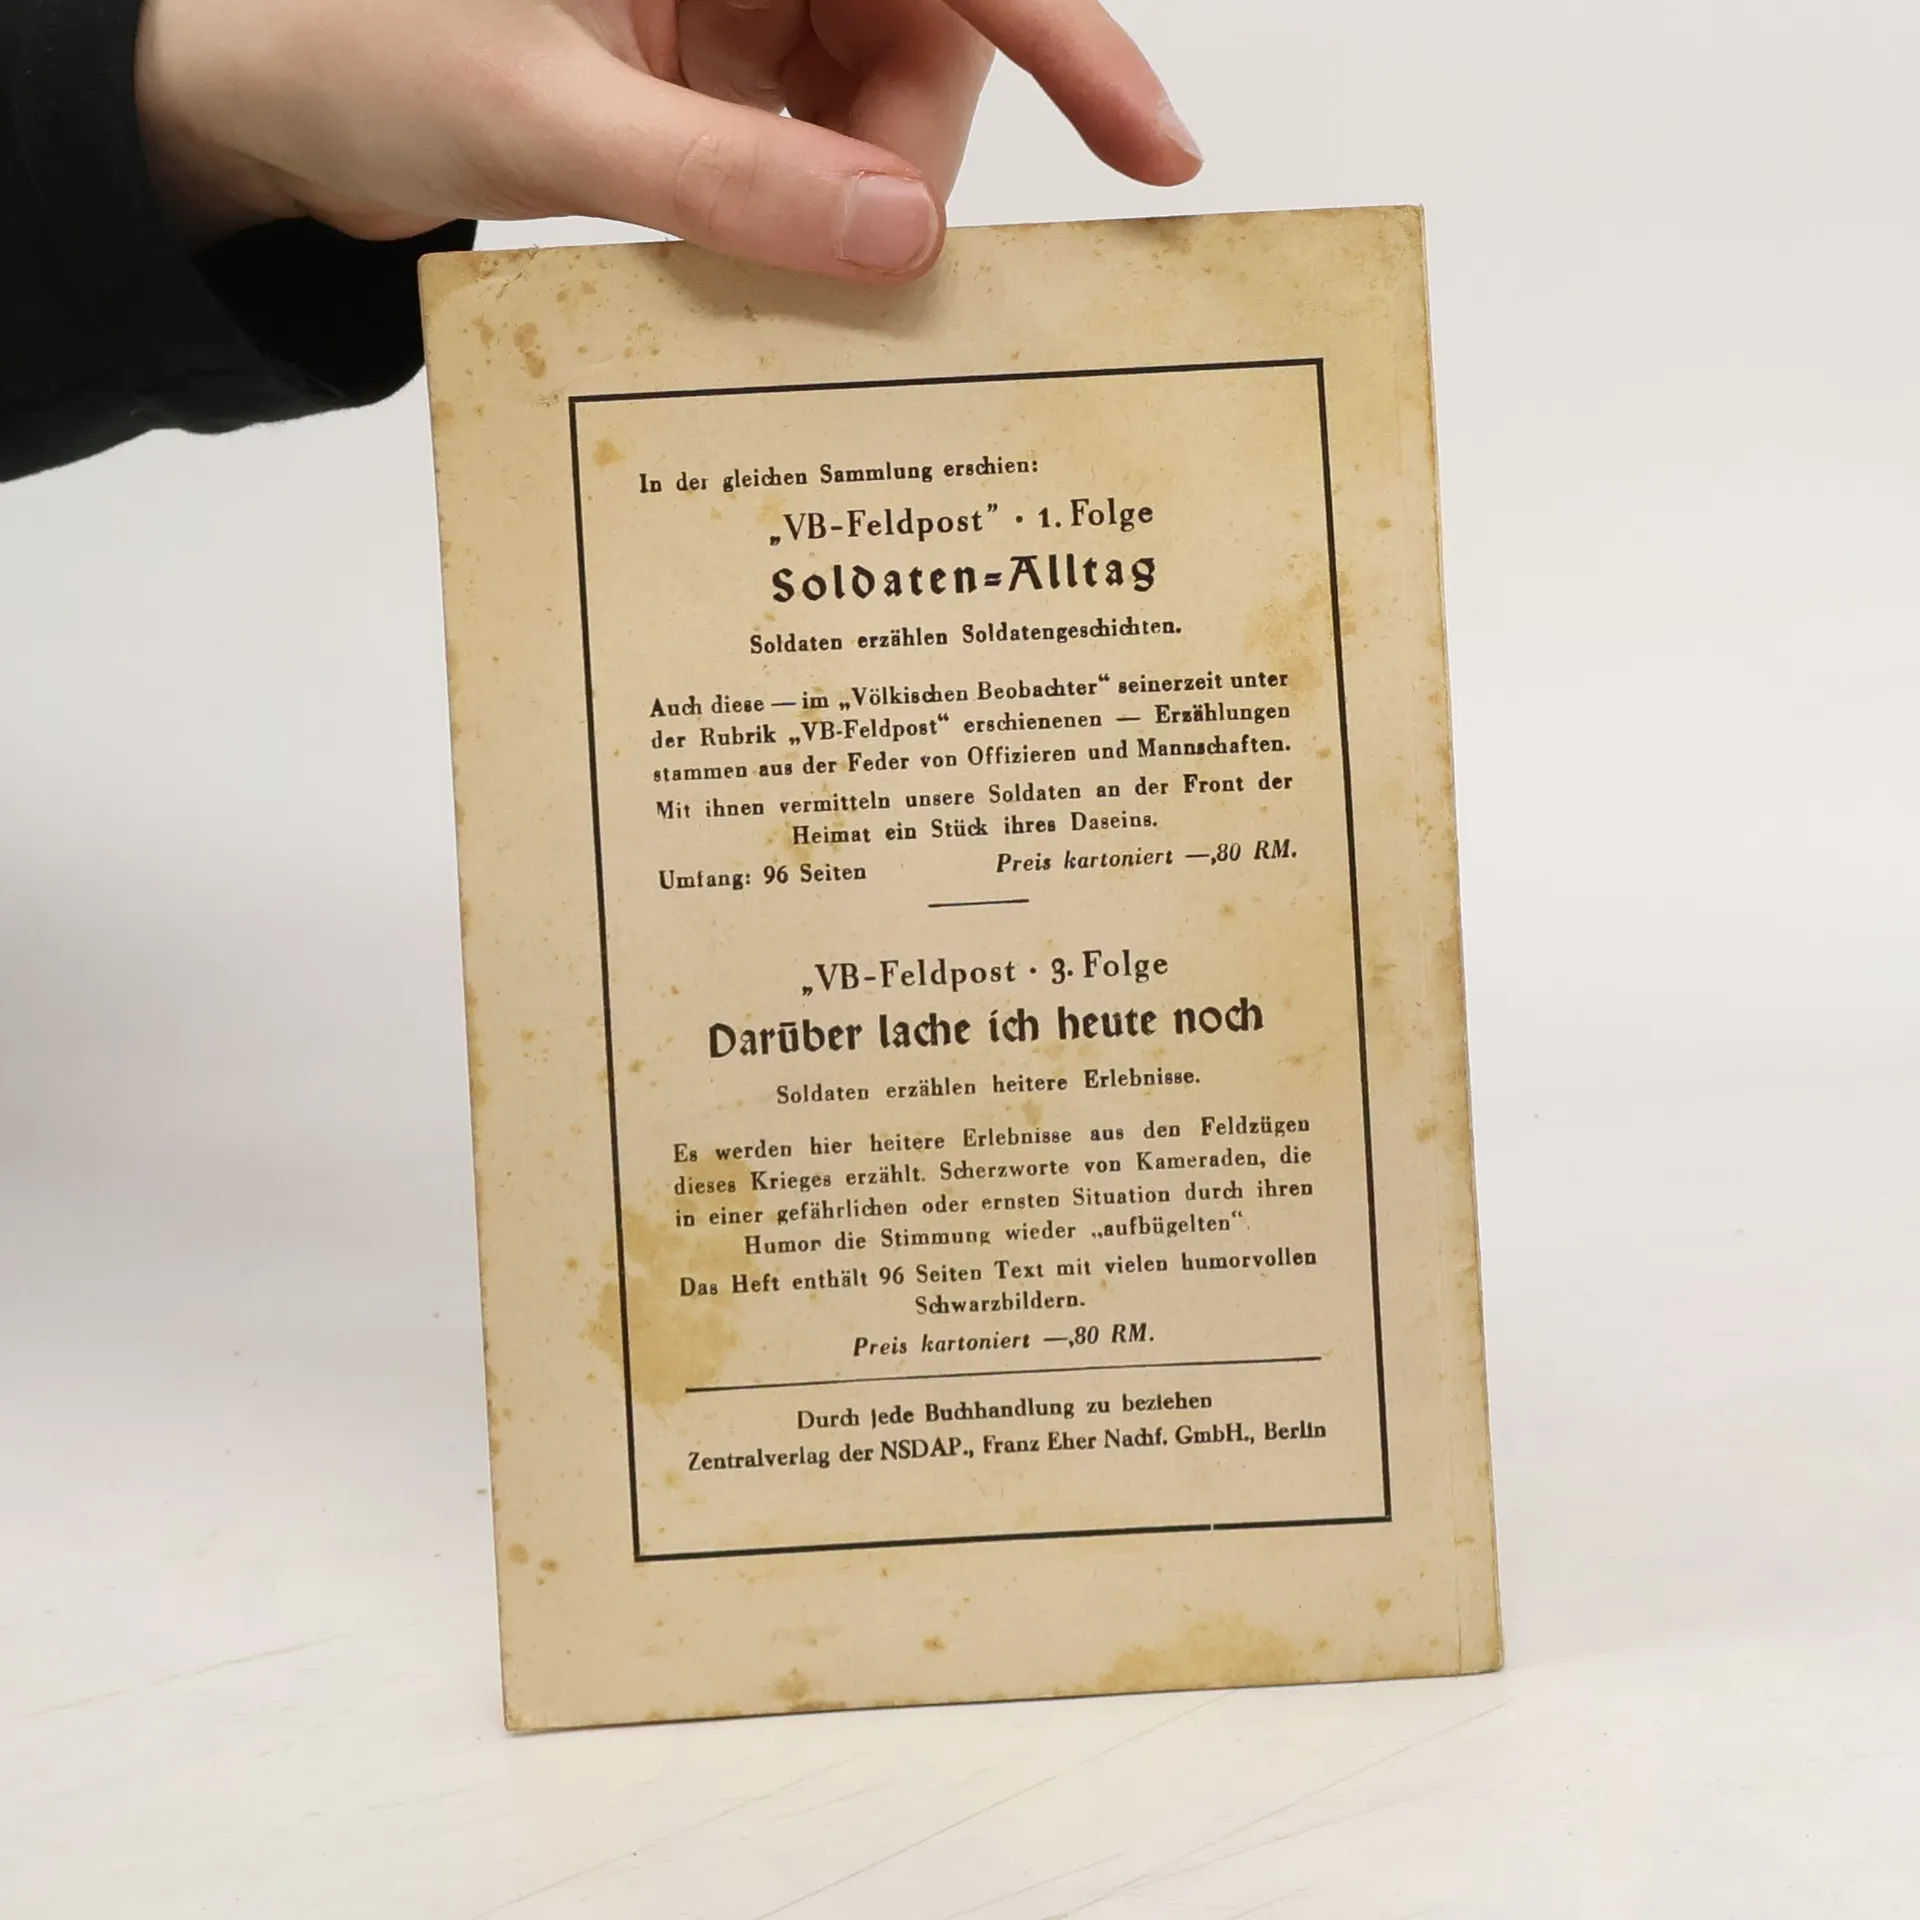 In der gleichen Sammlung erschien:
„VB-Feldpost” · 1. Folge
Soldaten=Alltag
Soldaten erzählen Soldatengeschichten.
Auch diese — im „Völkischen Beobachter“ seinerzeit unter
der Rubrik „VB-Feldpost“ erschienenen — Erzählungen
stammen aus der Feder von Offizieren und Mannschaften.
Mit ihnen vermitteln unsere Soldaten an der Front der
Heimat ein Stück ihres Daseins.
Umfang: 96 Seiten Preis kartoniert —,80 RM.
„VB-Feldpost · 3. Folge
Darüber lache ich heute noch
Soldaten erzählen heitere Erlebnisse.
Es werden hier heitere Erlebnisse aus den Feldzügen
dieses Krieges erzählt. Scherzworte von Kameraden, die
in einer gefährlichen oder ernsten Situation durch ihren
Humor die Stimmung wieder „aufbügelten“.
Das Heft enthält 96 Seiten Text mit vielen humorvollen
Schwarzbildern.
Preis kartoniert —,80 RM.
Durch jede Buchhandlung zu beziehen
Zentralverlag der NSDAP., Franz Eher Nachf. GmbH., Berlin